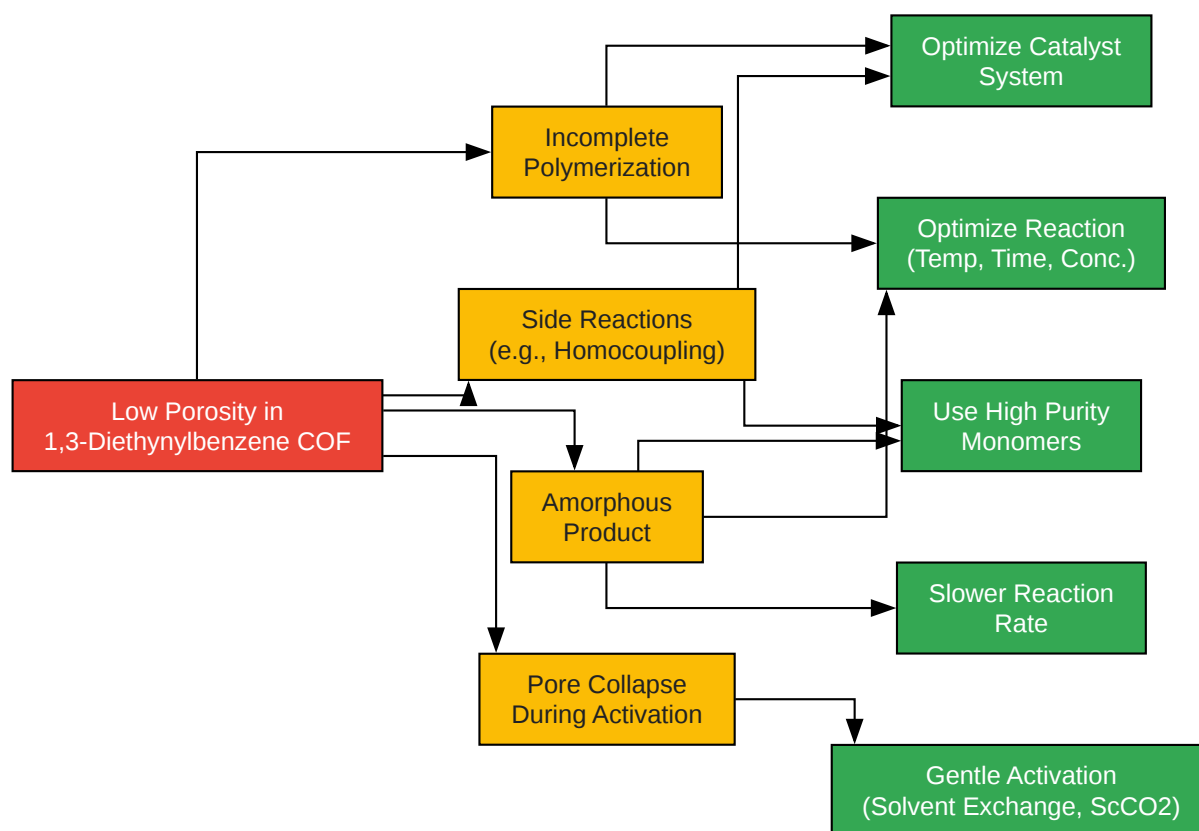 Optimize Catalyst
System
Incomplete
Polymerization
Optimize Reaction
(Temp, Time, Conc.)
Side Reactions
(e.g., Homocoupling)
Low Porosity in
1,3-Diethynylbenzene COF
Use High Purity
Monomers
Amorphous
Product
Slower Reaction
Rate
Pore Collapse
During Activation
Gentle Activation
(Solvent Exchange, ScCO2)